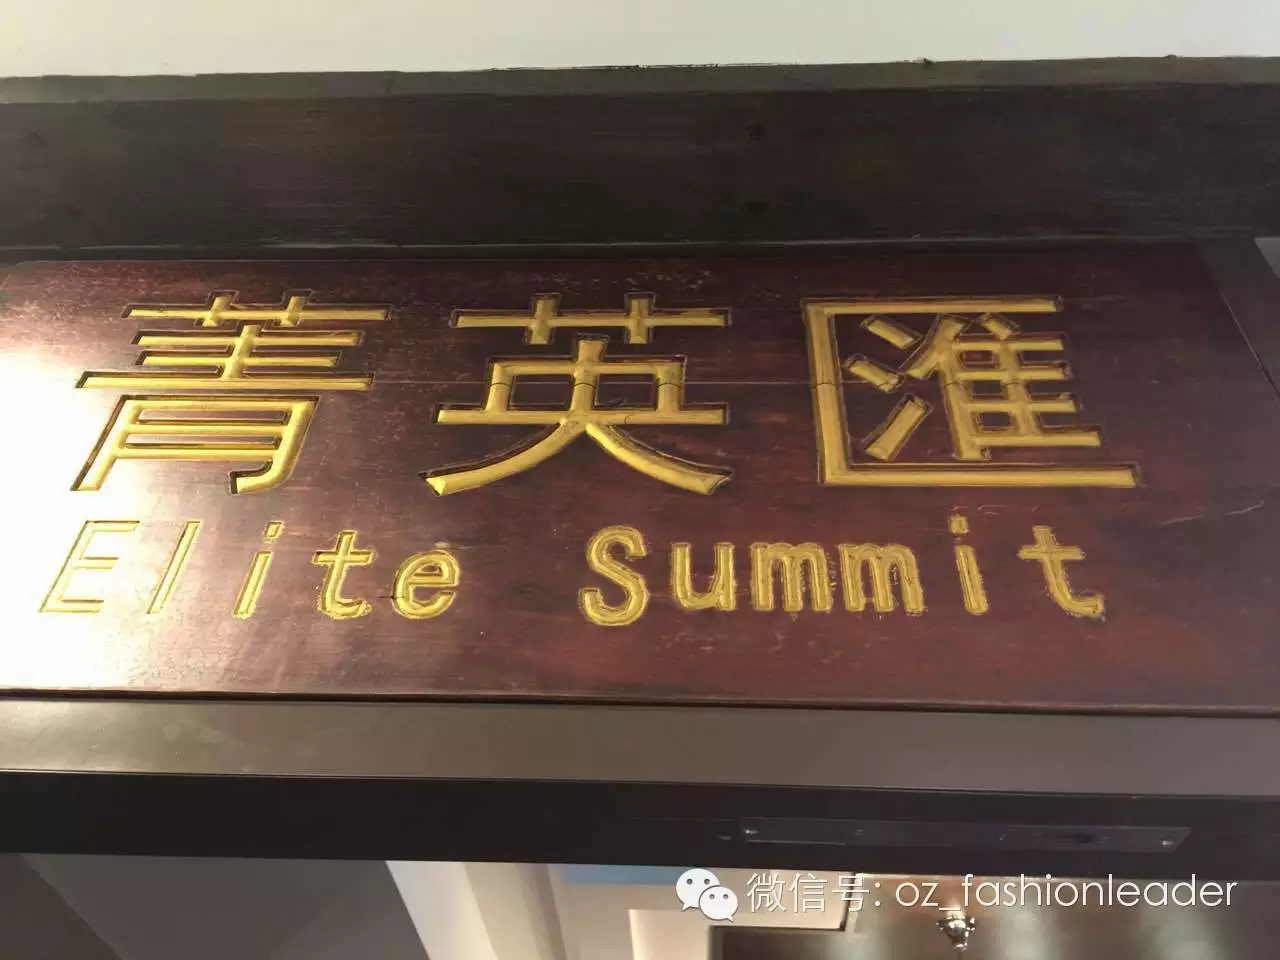 菁英匯
Elite Summit
微信号: oz_fashionleader